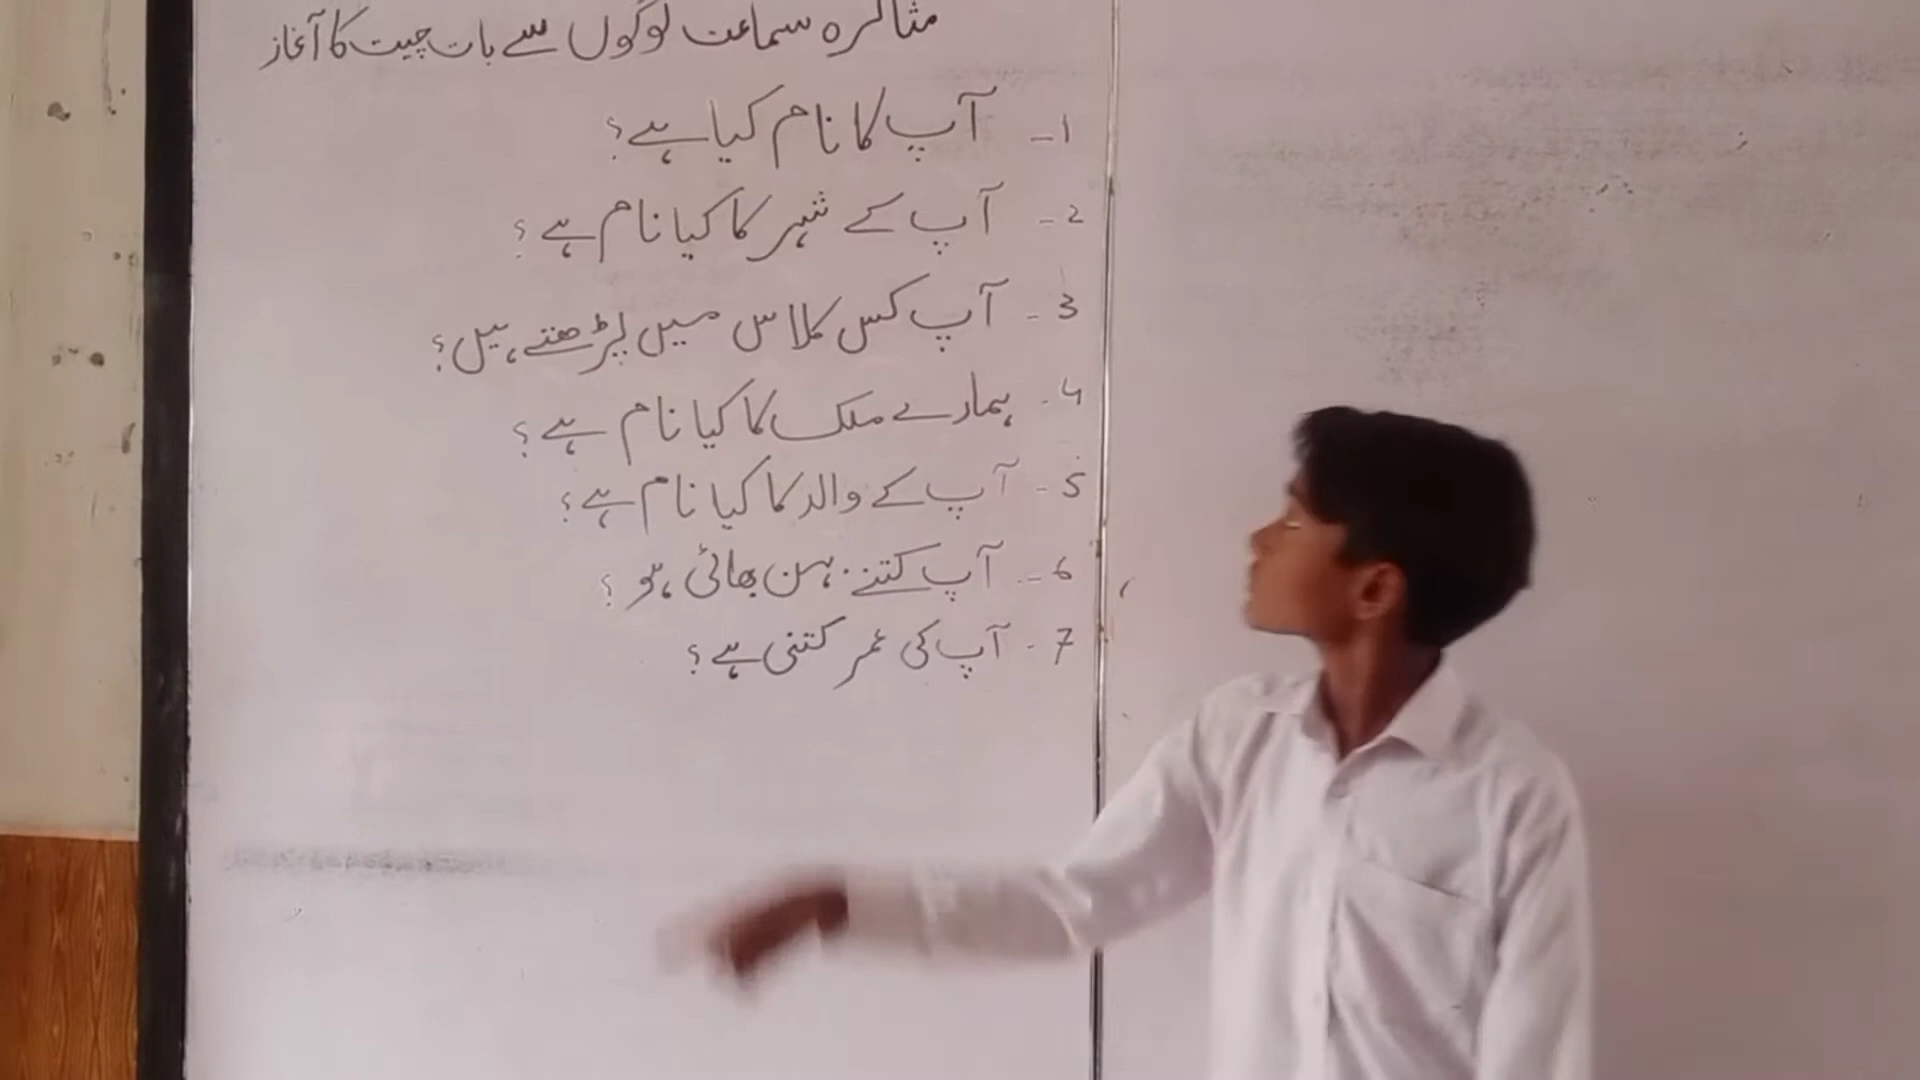 متاثرہ سماعت لوگوں سے بات چیت کا آغاز
1- آپ کا نام کیا ہے؟
2- آپ کے شہر کا کیا نام ہے؟
3- آپ کس کلاس میں پڑھتے ہیں؟
4- ہمارے ملک کا کیا نام ہے؟
5- آپ کے والد کا کیا نام ہے؟
6- آپ کتنے بہن بھائی ہو؟
7- آپ کی عمر کتنی ہے؟